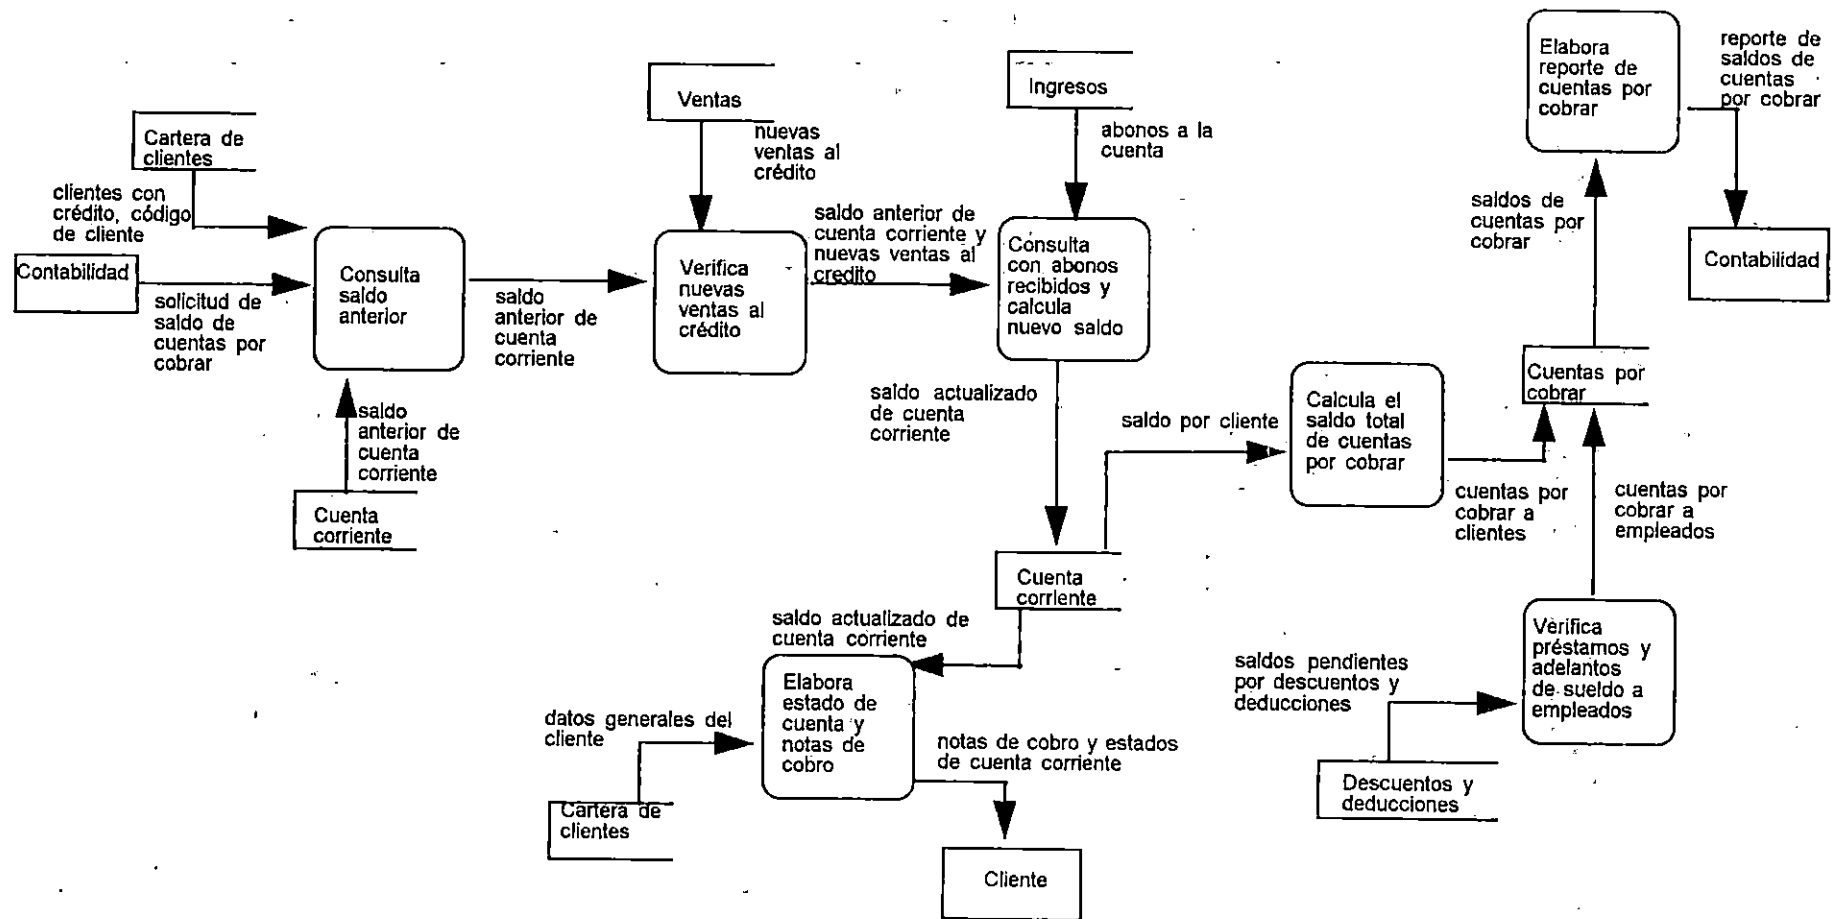 Cartera de
clientes
clientes con
crédito, código
de cliente
Contabilidad
solicitud de
saldo de
cuentas por
cobrar
Consulta
saldo
anterior
saldo
anterior de
cuenta
corriente
Cuenta
corriente
saldo
anterior de
cuenta
corriente
Ventas
nuevas
ventas al
crédito
Verifica
nuevas
ventas al
crédito
saldo anterior de
cuenta corriente y
nuevas ventas al
credito
Ingresos
abonos a la
cuenta
Consulta
con abonos
recibidos y
calcula
nuevo saldo
saldo actualizado
de cuenta
corriente
Cuenta
corriente
saldo actualizado de
cuenta corriente
Elabora
estado de
cuenta y
notas de
cobro
datos generales del
cliente
Cartera de
clientes
notas de cobro y estados
de cuenta corriente
Cliente
saldo por cliente
Calcula el
saldo total
de cuentas
por cobrar
cuentas por
cobrar a
clientes
Cuentas por
cobrar
cuentas por
cobrar a
empleados
Verifica
préstamos y
adelantos
de sueldo a
empleados
saldos pendientes
por descuentos y
deducciones
Descuentos y
deducciones
saldos de
cuentas por
cobrar
Elabora
reporte de
cuentas por
cobrar
reporte de
saldos de
cuentas
por cobrar
Contabilidad